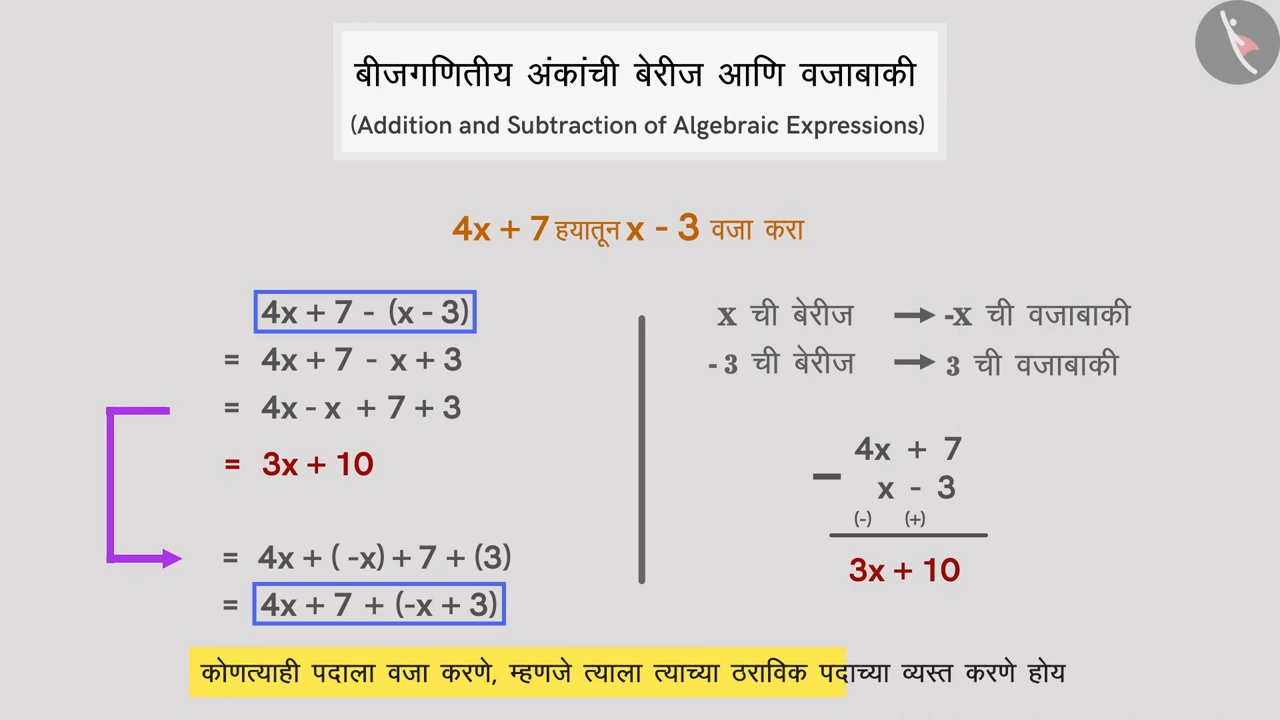 बीजगणितीय अंकांची बेरीज आणि वजाबाकी
(Addition and Subtraction of Algebraic Expressions)
4x + 7 हयातून x - 3 वजा करा
4x + 7 - (x - 3)
= 4x + 7 - x + 3
= 4x - x + 7 + 3
= 3x + 10
= 4x + ( -x) + 7 + (3)
= 4x + 7 + (-x + 3)
x ची बेरीज → -x ची वजाबाकी
- 3 ची बेरीज → 3 ची वजाबाकी
4x + 7
− x - 3
(-) (+)
3x + 10
कोणत्याही पदाला वजा करणे, म्हणजे त्याला त्याच्या ठराविक पदाच्या व्यस्त करणे होय